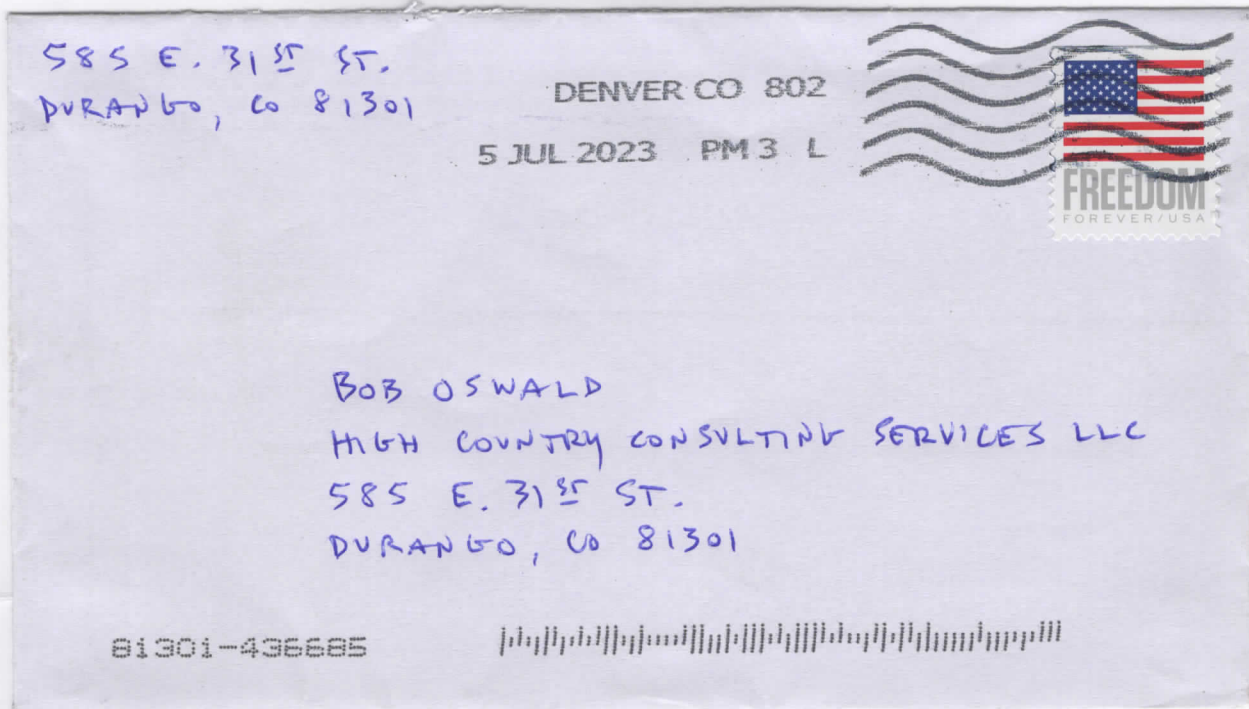 585 E. 31ST ST.
DURANGO, CO 81301
DENVER CO 802
5 JUL 2023 PM 3 L
FREEDOM
FOREVER/USA
BOB OSWALD
HIGH COUNTRY CONSULTING SERVICES LLC
585 E. 31ST ST.
DURANGO, CO 81301
81301-436685